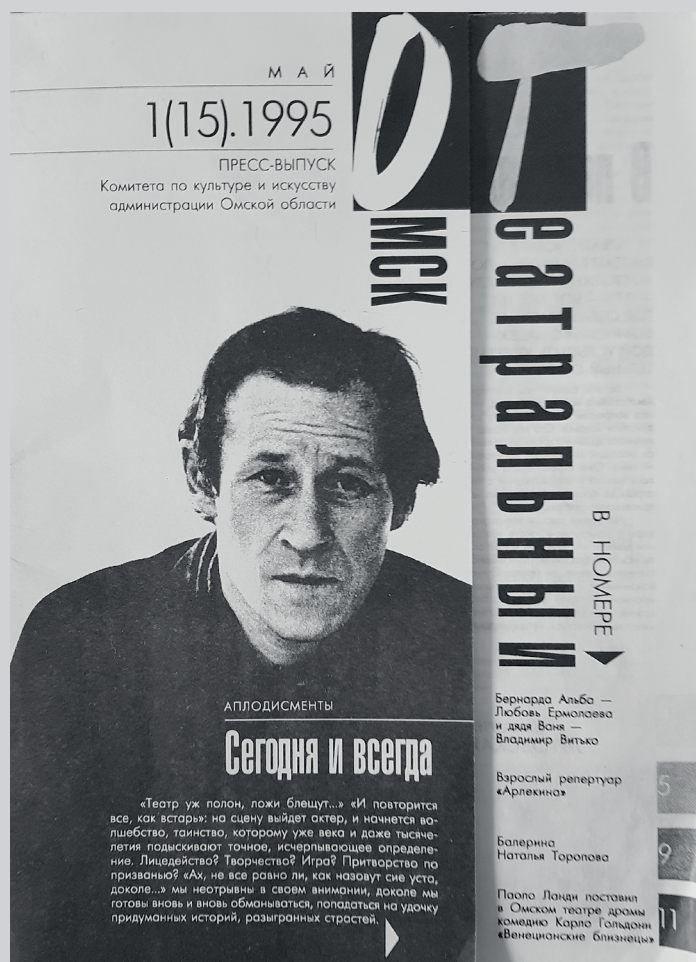 МАЙ
1(15).1995
ПРЕСС-ВЫПУСК
Комитета по культуре и искусству
администрации Омской области
Омск
Театральный
В НОМЕРЕ
АПЛОДИСМЕНТЫ
Сегодня и всегда
«Театр уж полон, ложи блещут...» «И повторится
все, как встарь»: на сцену выйдет актер, и начнется во-
лшебство, таинство, которому уже века и даже тысяче-
летия подыскивают точное, исчерпывающее определе-
ние. Лицедейство? Творчество? Игра? Притворство по
призванью? «Ах, не все равно ли, как назовут сие уста,
доколе...» мы неотрывны в своем внимании, доколе мы
готовы вновь и вновь обманываться, попадаться на удочку
придуманных историй, разыгранных страстей.
Бернарда Альба —
Любовь Ермолаева
и дядя Ваня —
Владимир Витько
5
Взрослый репертуар
«Арлекина»
9
Балерина
Наталья Торопова
11
Паоло Ланди поставил
в Омском театре драмы
комедию Карло Гольдони
«Венецианские близнецы»